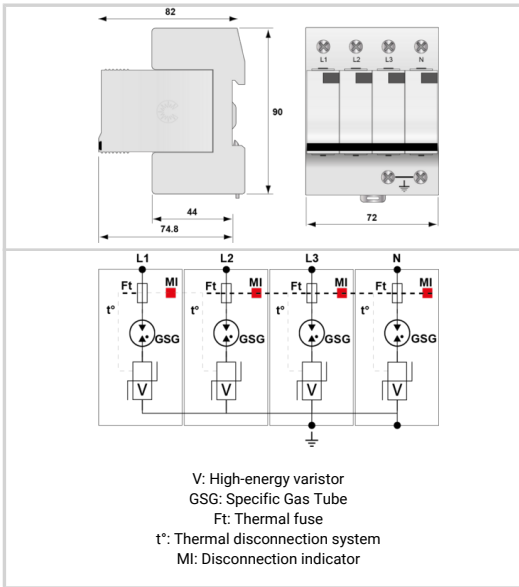 82
L1 L2 L3 N
90
44
74.8
72
L1 L2 L3 N
Ft MI Ft MI Ft MI Ft MI
t° t° t° t°
GSG GSG GSG GSG
V V V V
V: High-energy varistor
GSG: Specific Gas Tube
Ft: Thermal fuse
t°: Thermal disconnection system
MI: Disconnection indicator